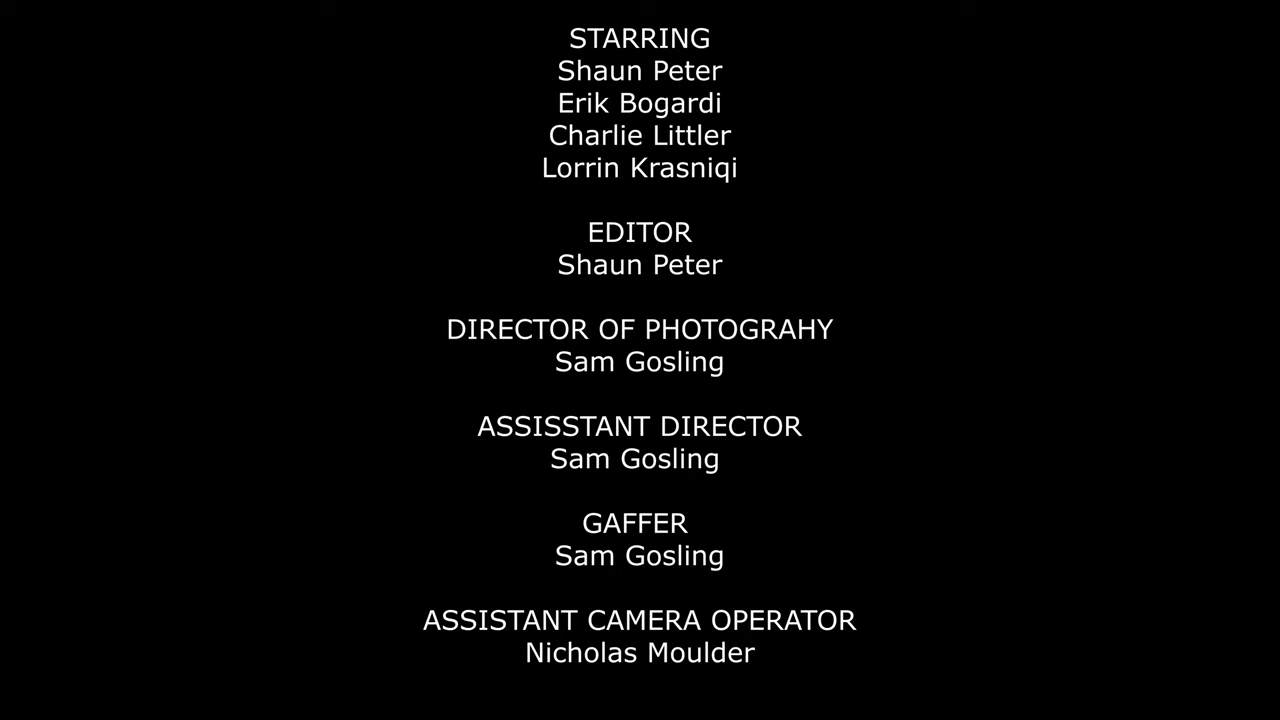 STARRING
Shaun Peter
Erik Bogardi
Charlie Littler
Lorrin Krasniqi
EDITOR
Shaun Peter
DIRECTOR OF PHOTOGRAHY
Sam Gosling
ASSISSTANT DIRECTOR
Sam Gosling
GAFFER
Sam Gosling
ASSISTANT CAMERA OPERATOR
Nicholas Moulder